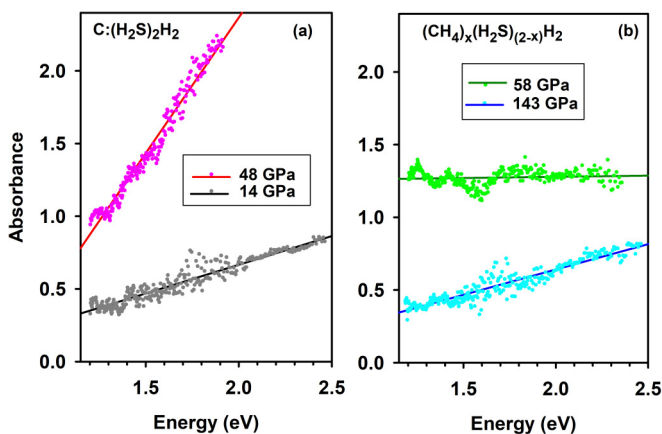 C:(H₂S)₂H2
(a)
Absorbance
2.0
1.5
1.0
0.5
0.0
48 GPa
14 GPa
1.5
2.0
2.5
Energy (eV)
(CH₄)ₓ(H₂S)₍₂₋ₓ₎H₂
(b)
2.0
1.5
1.0
0.5
0.0
58 GPa
143 GPa
1.5
2.0
2.5
Energy (eV)